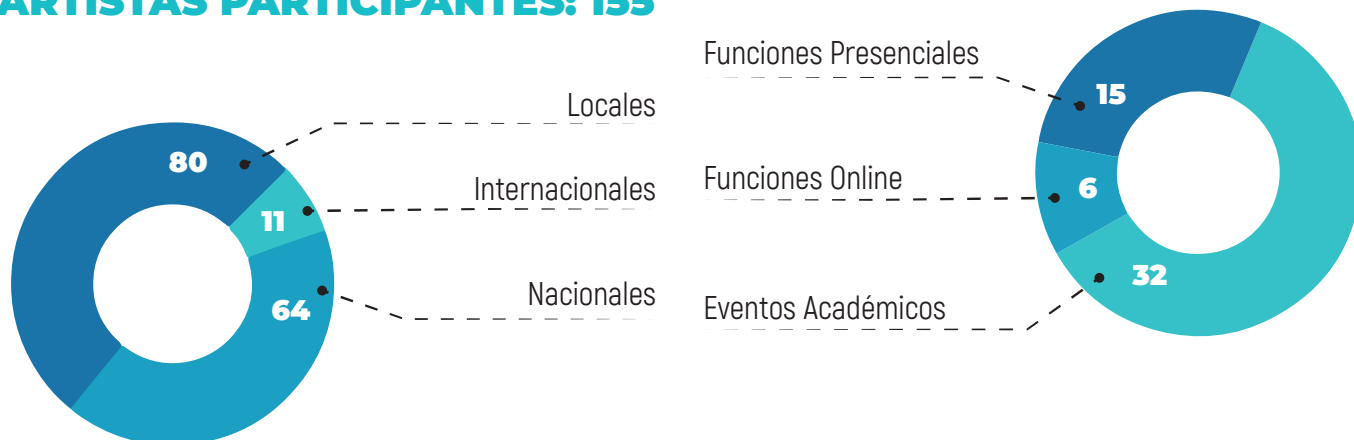 ARTISTAS PARTICIPANTES: 155
Locales
80
Internacionales
11
Nacionales
64
Funciones Presenciales
15
Funciones Online
6
Eventos Académicos
32